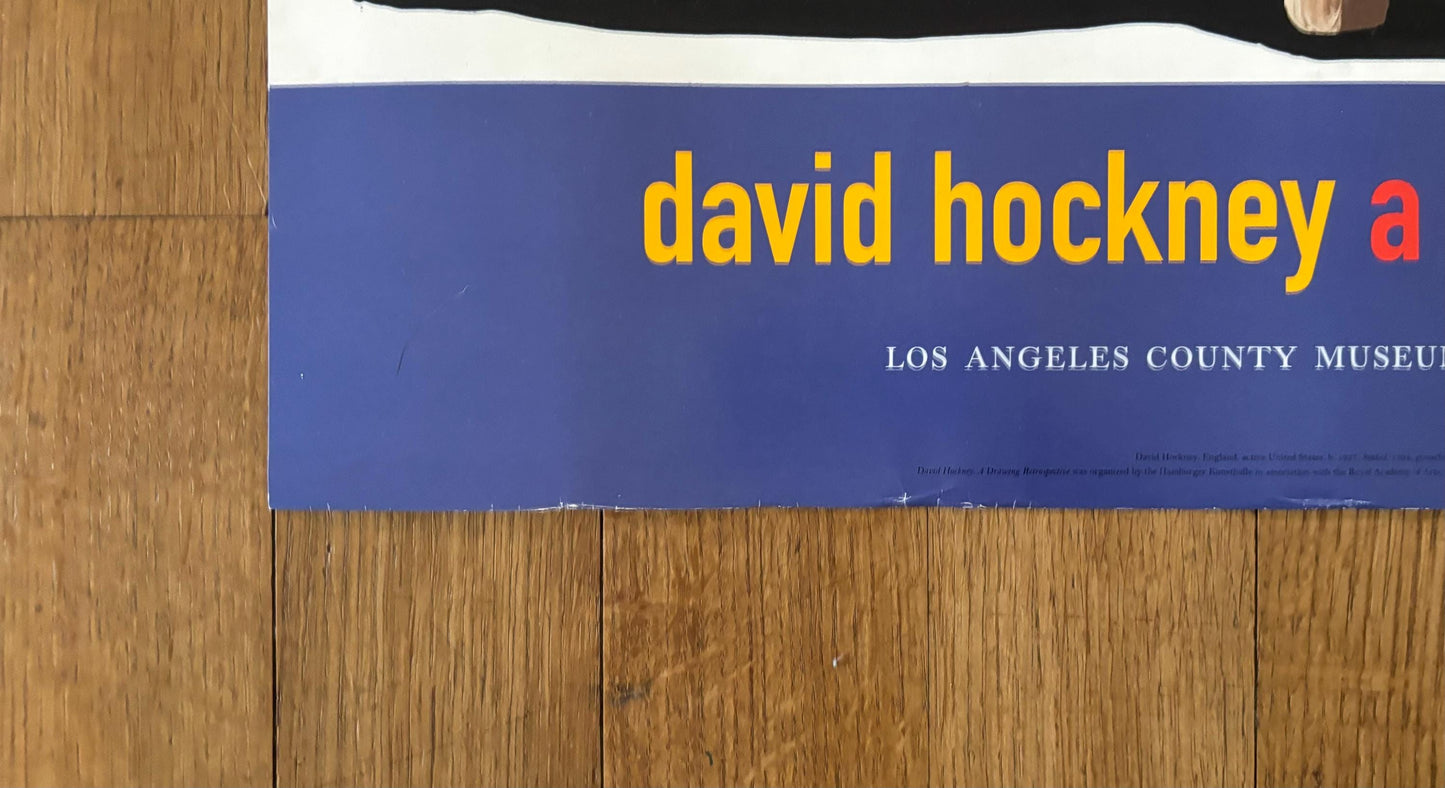 david hockney a
LOS ANGELES COUNTY MUSEU
David Hockney, England, active United States, b. 1937.
David Hockney: A Drawing Retrospective was organized by the Hamburger Kunsthalle in association with the Royal Academy of Arts,